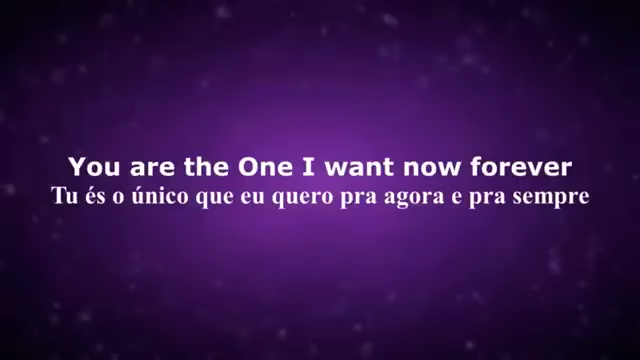 You are the One I want now forever
Tu és o único que eu quero pra agora e pra sempre